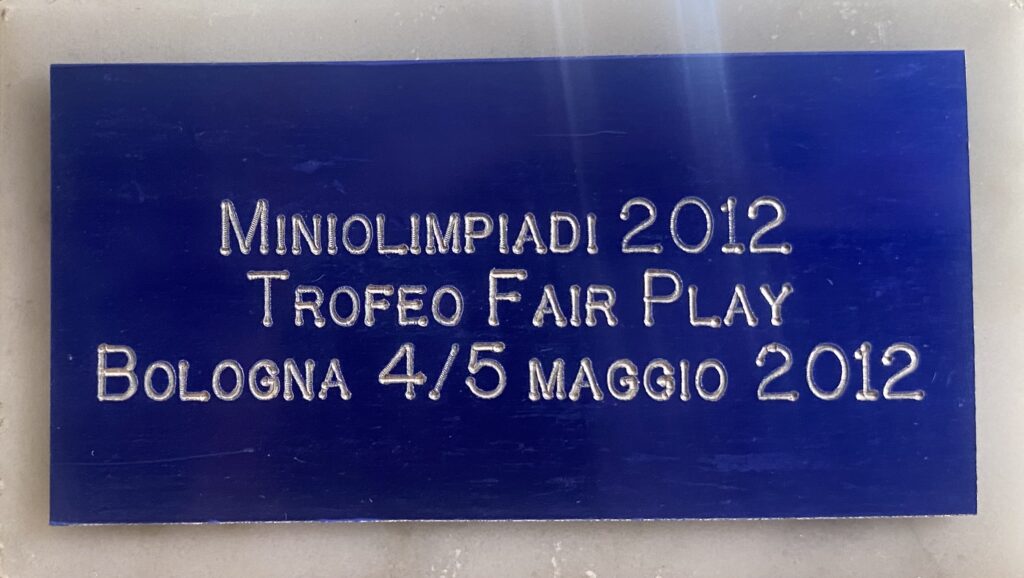 Miniolimpiadi 2012
Trofeo Fair Play
Bologna 4/5 maggio 2012